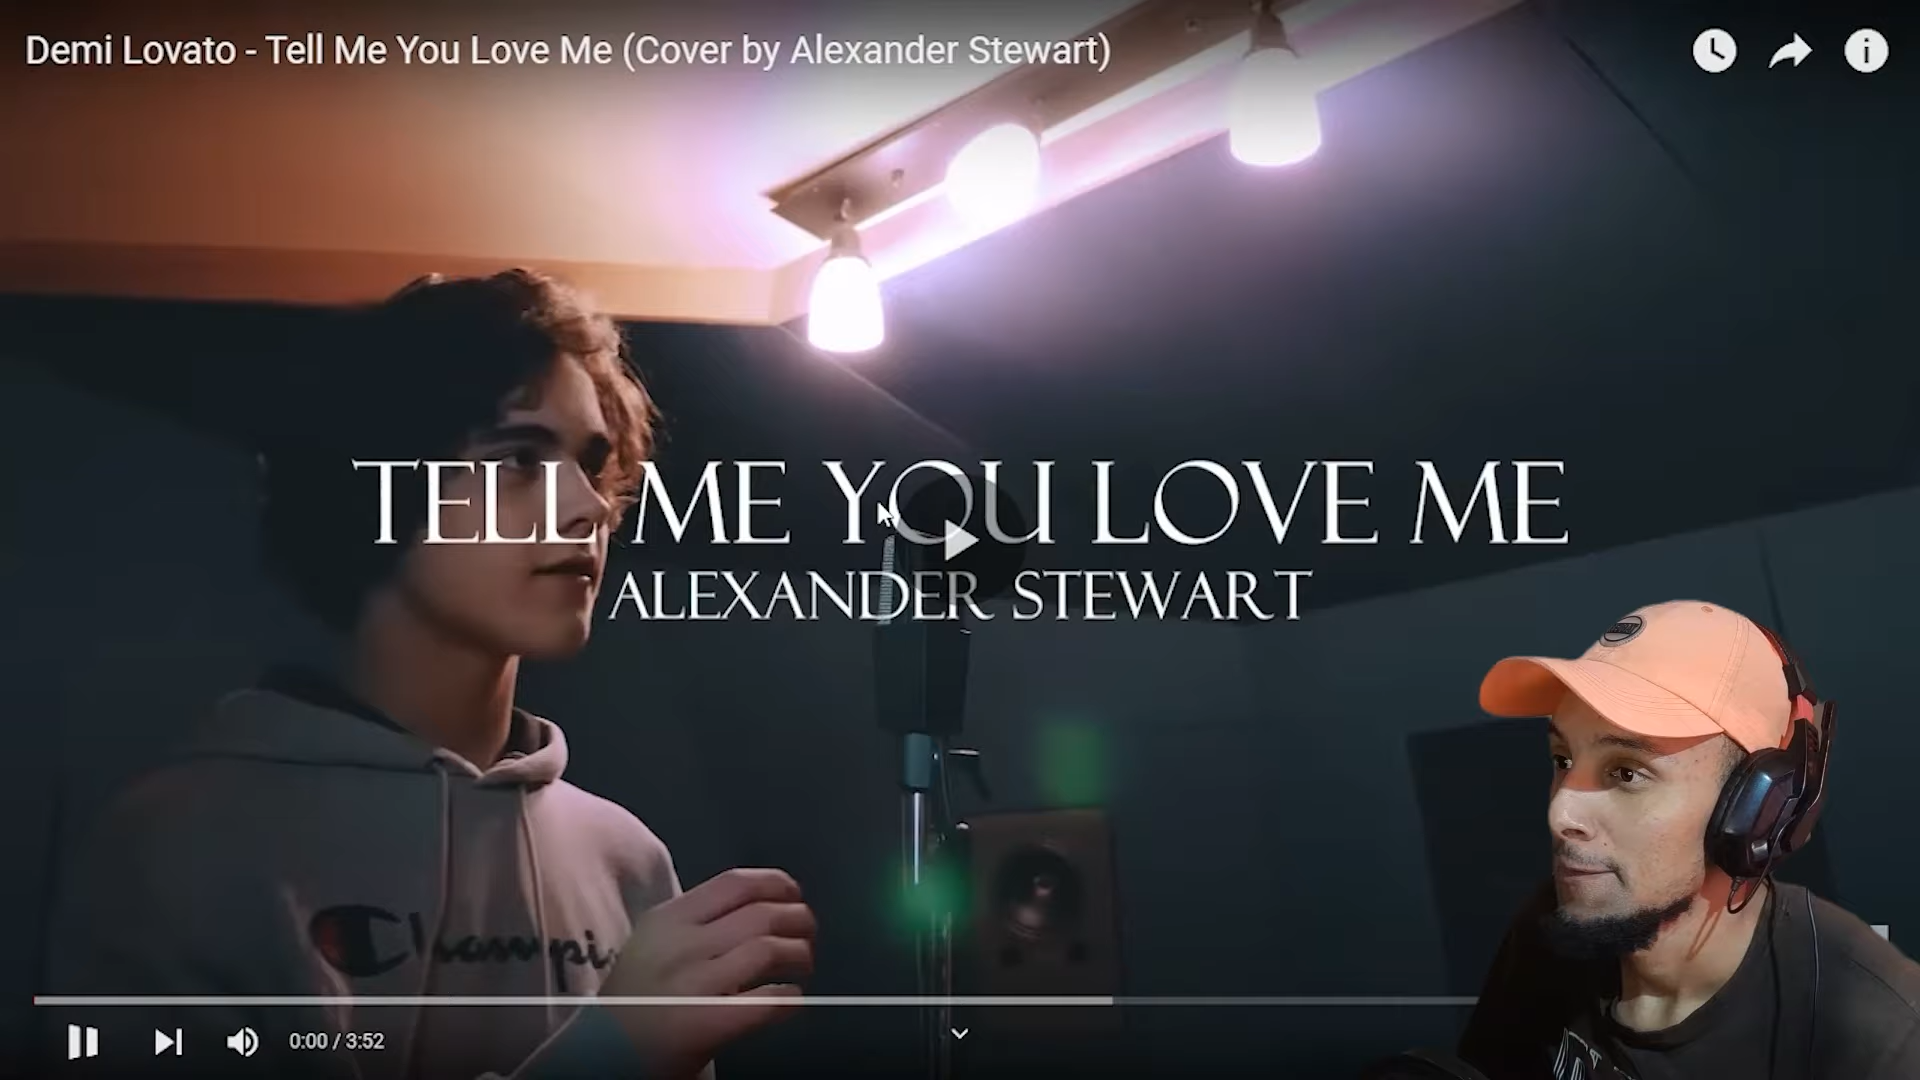 Demi Lovato - Tell Me You Love Me (Cover by Alexander Stewart)
TELL ME YOU LOVE ME
ALEXANDER STEWART
Champi
0:00 / 3:52